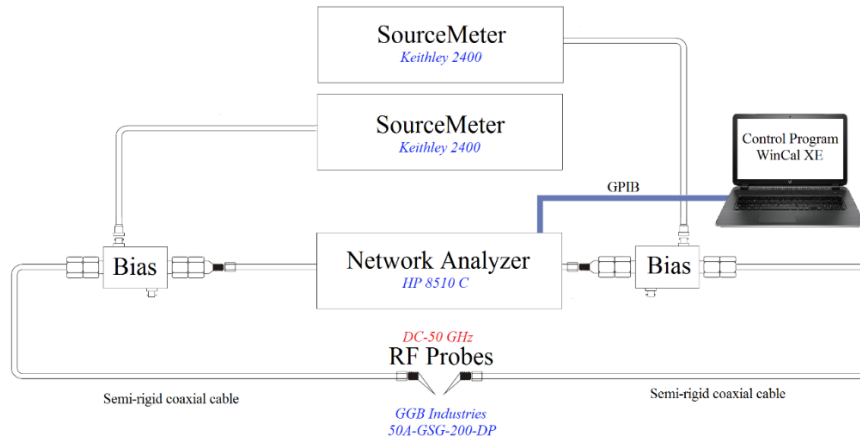 SourceMeter
Keithley 2400
SourceMeter
Keithley 2400
Control Program
WinCal XE
GPIB
Bias
Network Analyzer
HP 8510 C
Bias
DC-50 GHz
RF Probes
Semi-rigid coaxial cable
Semi-rigid coaxial cable
GGB Industries
50A-GSG-200-DP